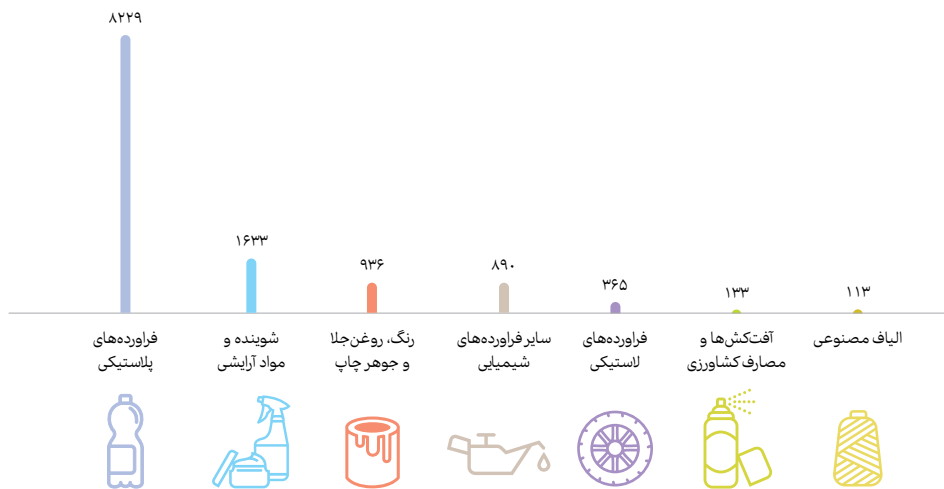 ۸۲۲۹
۱۶۳۳
۹۳۶
۸۹۰
۳۶۵
۱۳۳
۱۱۳
فراورده‌های
پلاستیکی
شوینده و
مواد آرایشی
رنگ، روغن‌جلا
و جوهر چاپ
سایر فراورده‌های
شیمیایی
فراورده‌های
لاستیکی
آفت‌کش‌ها و
مصارف کشاورزی
الیاف مصنوعی